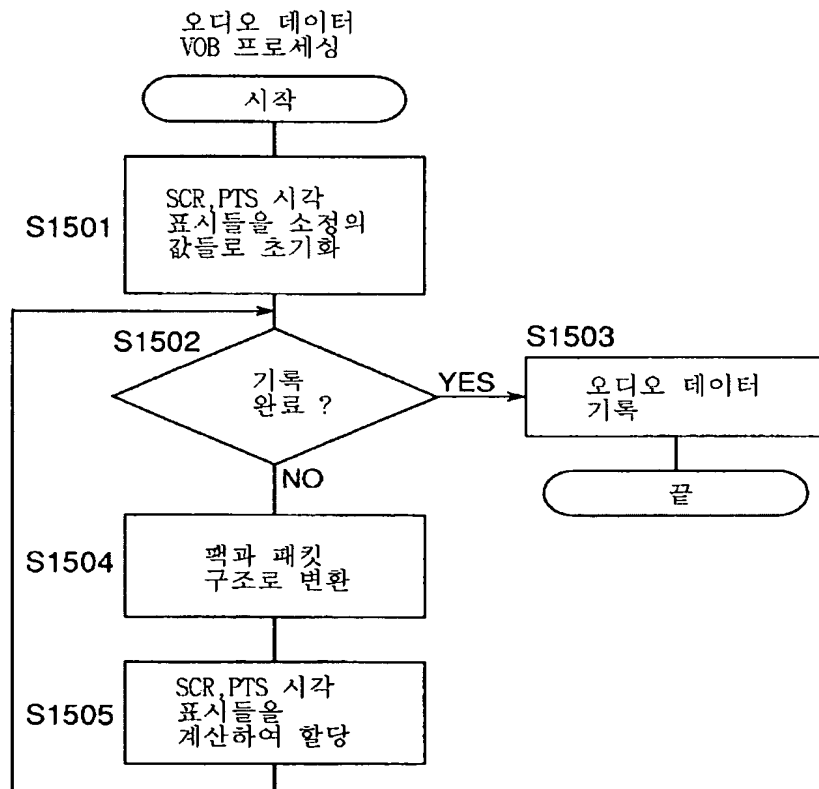 오디오 데이터
VOB 프로세싱
시작
S1501
SCR,PTS 시각
표시들을 소정의
값들로 초기화
S1502
기록
완료 ?
YES
S1503
오디오 데이터
기록
끝
NO
S1504
팩과 패킷
구조로 변환
S1505
SCR,PTS 시각
표시들을
계산하여 할당